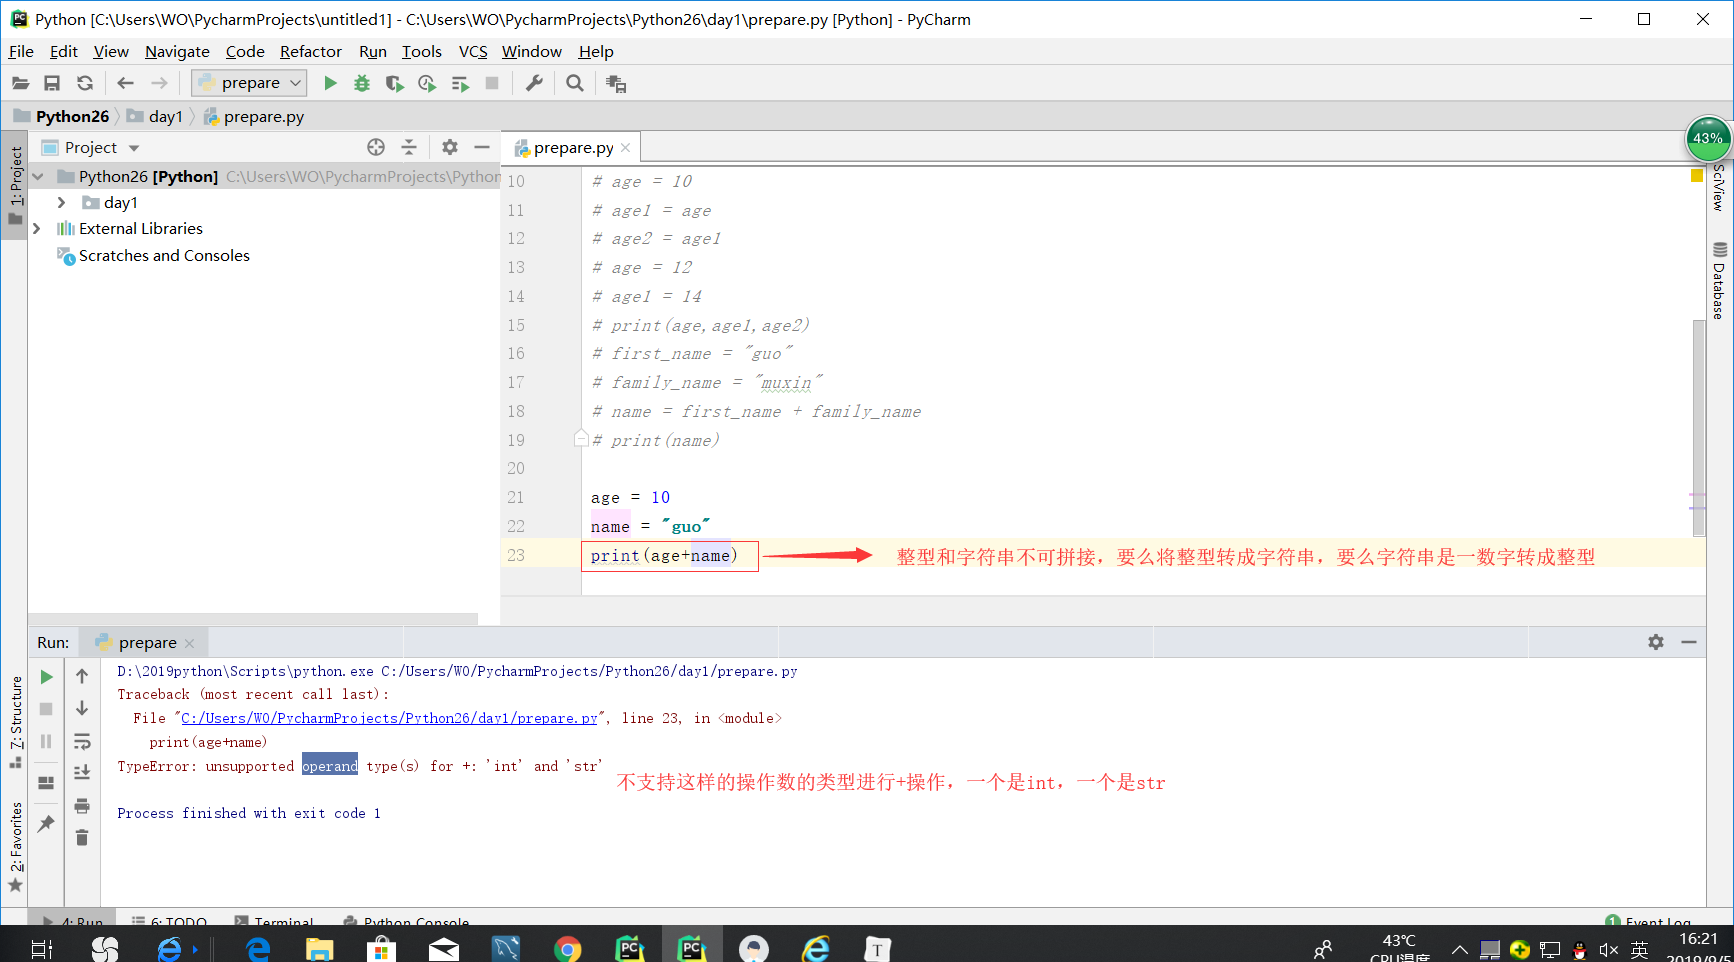 Python [C:\Users\WO\PycharmProjects\untitled1] - C:\Users\WO\PycharmProjects\Python26\day1\prepare.py [Python] - PyCharm
File Edit View Navigate Code Refactor Run Tools VCS Window Help
prepare
Python26 day1 prepare.py
1: Project
Project
prepare.py
43%
Python26 [Python] C:\Users\WO\PycharmProjects\Python
day1
External Libraries
Scratches and Consoles
SciView
Database
10 # age = 10
11 # age1 = age
12 # age2 = age1
13 # age = 12
14 # age1 = 14
15 # print(age,age1,age2)
16 # first_name = "guo"
17 # family_name = "muxin"
18 # name = first_name + family_name
19 # print(name)
20
21 age = 10
22 name = "guo"
23 print(age+name) 整型和字符串不可拼接，要么将整型转成字符串，要么字符串是一数字转成整型
Run: prepare
D:\2019python\Scripts\python.exe C:/Users/WO/PycharmProjects/Python26/day1/prepare.py
Traceback (most recent call last):
File "C:/Users/WO/PycharmProjects/Python26/day1/prepare.py", line 23, in <module>
print(age+name)
TypeError: unsupported operand type(s) for +: 'int' and 'str'
不支持这样的操作数的类型进行+操作，一个是int，一个是str
Process finished with exit code 1
7: Structure
2: Favorites
4: Run 6: TODO Terminal Python Console 1 Event Log
43℃
CPU温度
英
16:21
2019/9/5